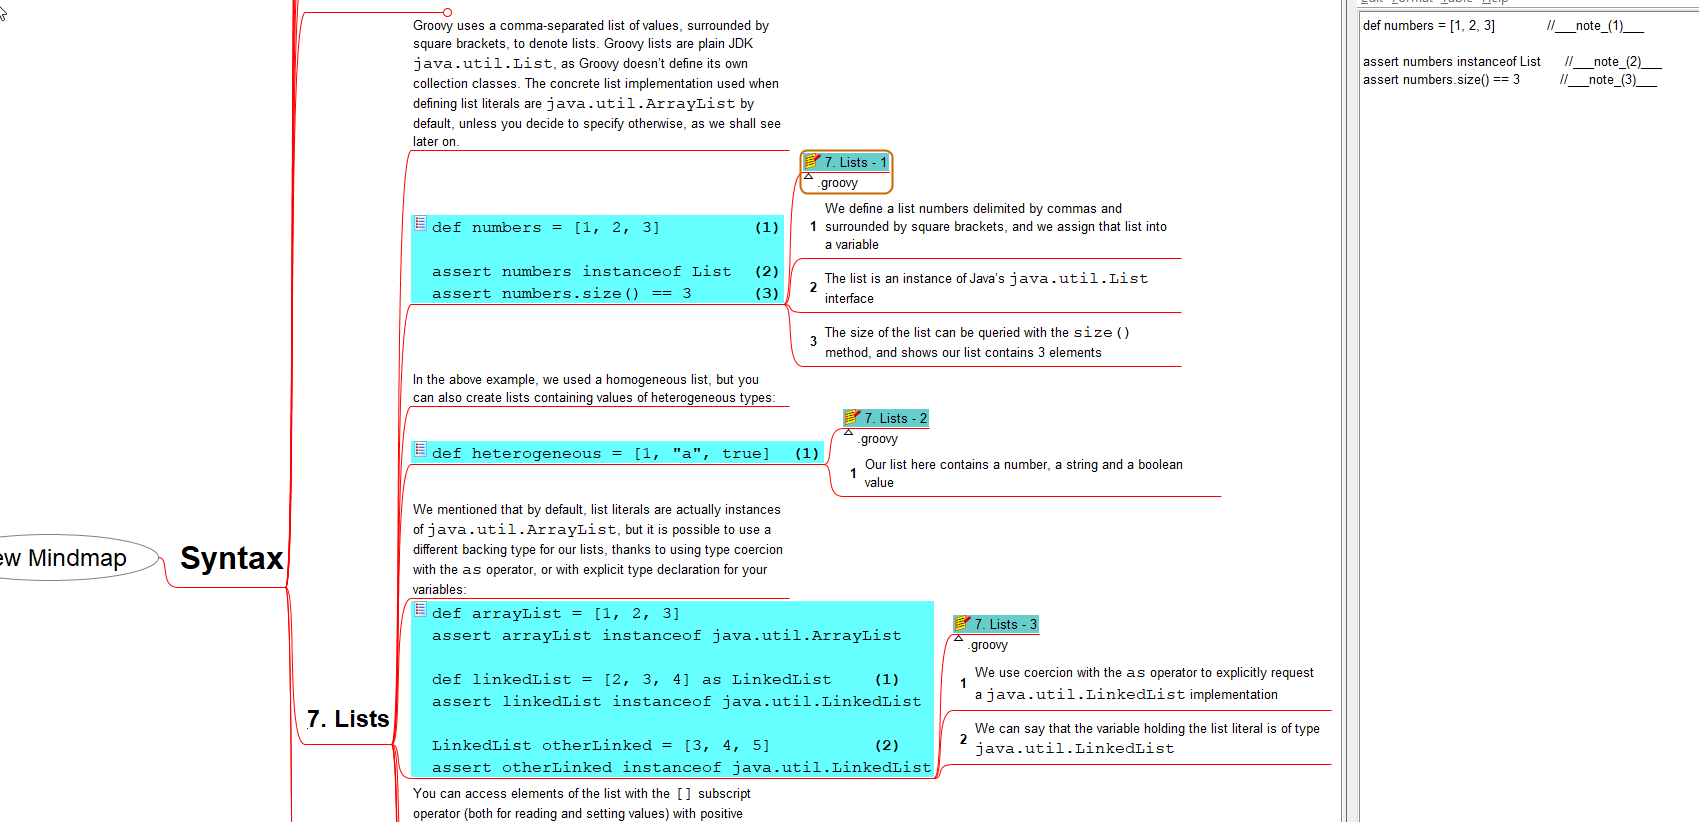 Groovy uses a comma-separated list of values, surrounded by
square brackets, to denote lists. Groovy lists are plain JDK
java.util.List, as Groovy doesn't define its own
collection classes. The concrete list implementation used when
defining list literals are java.util.ArrayList by
default, unless you decide to specify otherwise, as we shall see
later on.
7. Lists - 1
.groovy
def numbers = [1, 2, 3] (1)
assert numbers instanceof List (2)
assert numbers.size() == 3 (3)
We define a list numbers delimited by commas and
1 surrounded by square brackets, and we assign that list into
a variable
The list is an instance of Java's java.util.List
2
interface
The size of the list can be queried with the size()
3
method, and shows our list contains 3 elements
In the above example, we used a homogeneous list, but you
can also create lists containing values of heterogeneous types:
7. Lists - 2
.groovy
def heterogeneous = [1, "a", true] (1)
Our list here contains a number, a string and a boolean
1
value
We mentioned that by default, list literals are actually instances
of java.util.ArrayList, but it is possible to use a
different backing type for our lists, thanks to using type coercion
with the as operator, or with explicit type declaration for your
variables:
ew Mindmap
Syntax
7. Lists
def arrayList = [1, 2, 3]
assert arrayList instanceof java.util.ArrayList
def linkedList = [2, 3, 4] as LinkedList (1)
assert linkedList instanceof java.util.LinkedList
LinkedList otherLinked = [3, 4, 5] (2)
assert otherLinked instanceof java.util.LinkedList
7. Lists - 3
.groovy
We use coercion with the as operator to explicitly request
1
a java.util.LinkedList implementation
We can say that the variable holding the list literal is of type
2
java.util.LinkedList
You can access elements of the list with the [] subscript
operator (both for reading and setting values) with positive
Edit Format Table Help
def numbers = [1, 2, 3] //___note_(1)___
assert numbers instanceof List //___note_(2)___
assert numbers.size() == 3 //___note_(3)___